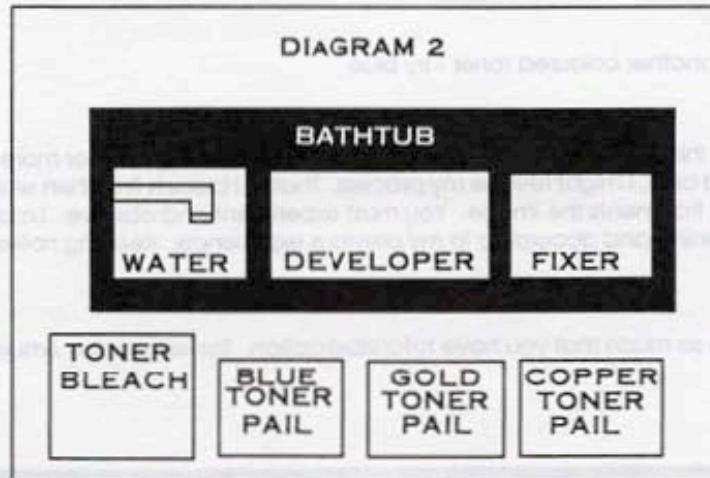 DIAGRAM 2
BATHTUB
WATER
DEVELOPER
FIXER
TONER
BLEACH
BLUE
TONER
PAIL
GOLD
TONER
PAIL
COPPER
TONER
PAIL